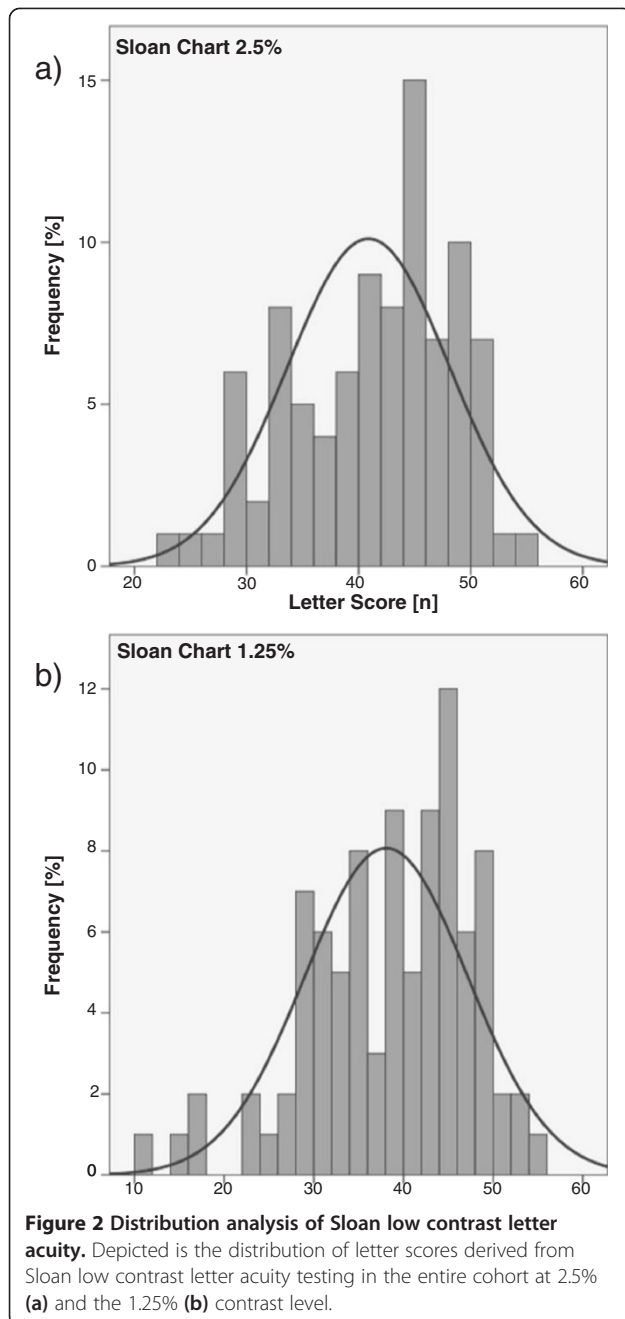 a)
Sloan Chart 2.5%
15
10
5
0
Frequency [%]
20 30 40 50 60
Letter Score [n]
b)
Sloan Chart 1.25%
12
10
8
6
4
2
0
Frequency [%]
10 20 30 40 50 60
Figure 2 Distribution analysis of Sloan low contrast letter
acuity. Depicted is the distribution of letter scores derived from
Sloan low contrast letter acuity testing in the entire cohort at 2.5%
(a) and the 1.25% (b) contrast level.